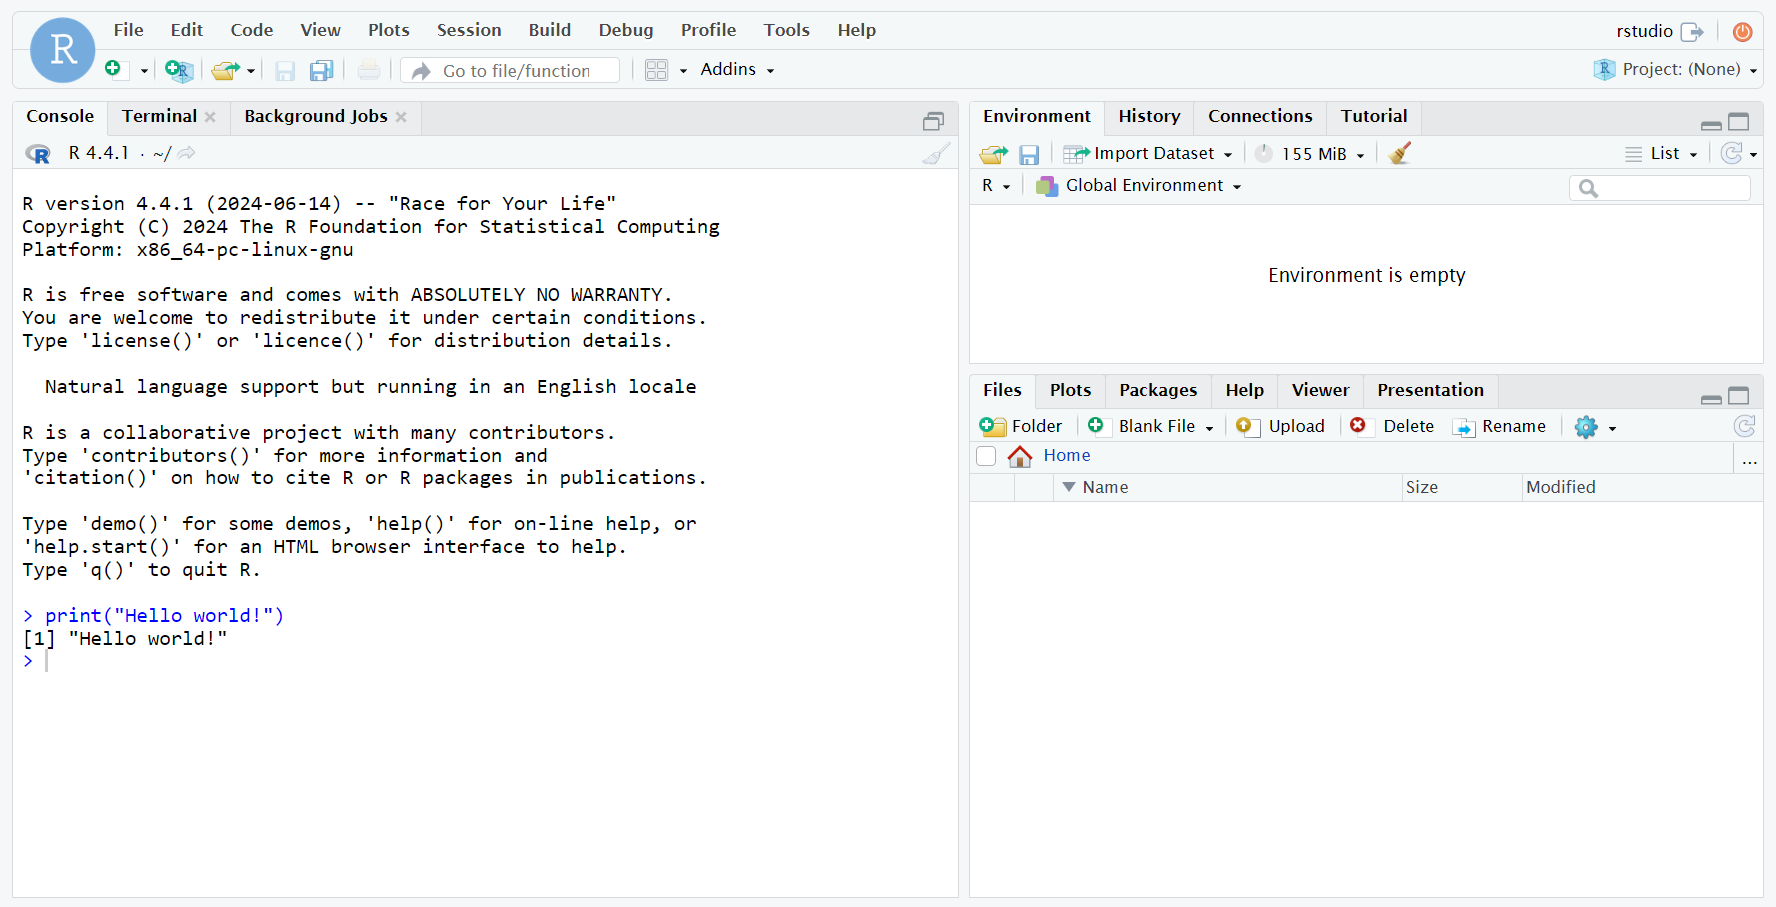 R
File Edit Code View Plots Session Build Debug Profile Tools Help
rstudio
Go to file/function
Addins
Project: (None)
Console Terminal Background Jobs
R 4.4.1 · ~/
R version 4.4.1 (2024-06-14) -- "Race for Your Life"
Copyright (C) 2024 The R Foundation for Statistical Computing
Platform: x86_64-pc-linux-gnu
R is free software and comes with ABSOLUTELY NO WARRANTY.
You are welcome to redistribute it under certain conditions.
Type 'license()' or 'licence()' for distribution details.
Natural language support but running in an English locale
R is a collaborative project with many contributors.
Type 'contributors()' for more information and
'citation()' on how to cite R or R packages in publications.
Type 'demo()' for some demos, 'help()' for on-line help, or
'help.start()' for an HTML browser interface to help.
Type 'q()' to quit R.
> print("Hello world!")
[1] "Hello world!"
>
Environment History Connections Tutorial
Import Dataset 155 MiB List
R Global Environment
Environment is empty
Files Plots Packages Help Viewer Presentation
Folder Blank File Upload Delete Rename
Home ...
Name Size Modified